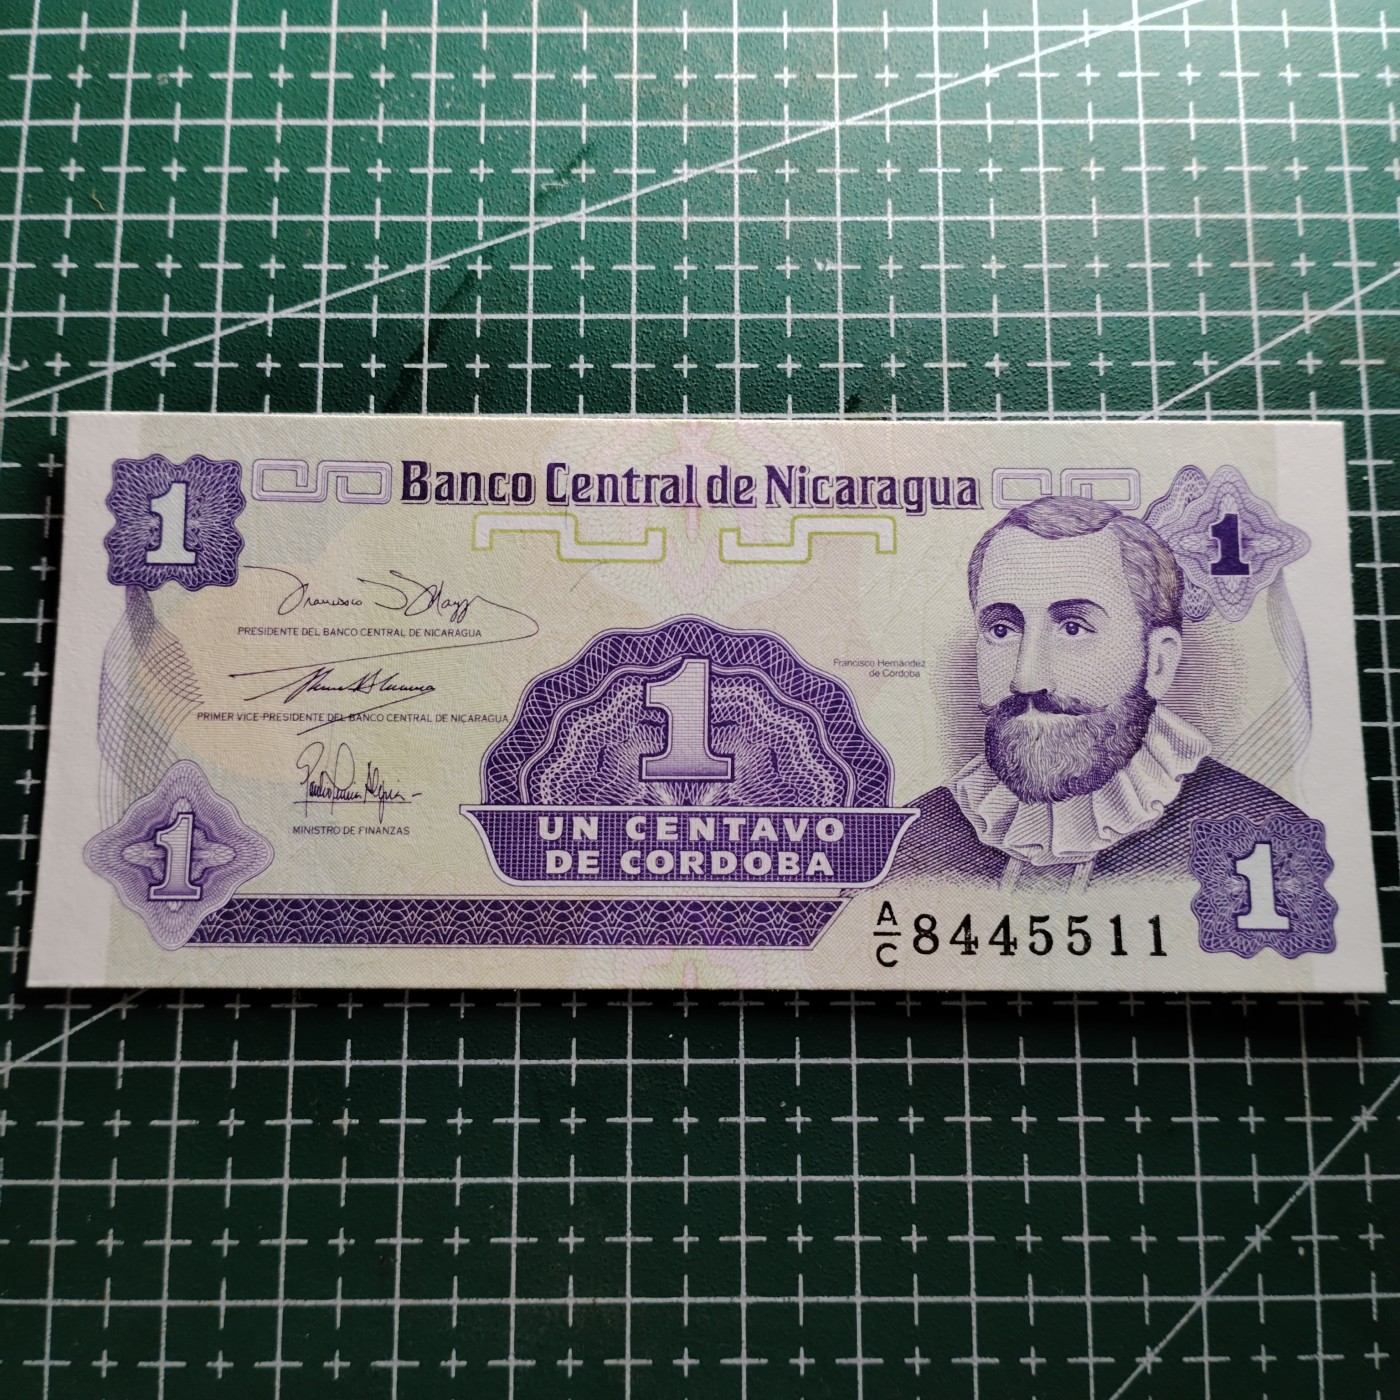 Banco Central de Nicaragua
1
1
PRESIDENTE DEL BANCO CENTRAL DE NICARAGUA
PRIMER VICE-PRESIDENTE DEL BANCO CENTRAL DE NICARAGUA
MINISTRO DE FINANZAS
Francisco Hernández
de Córdoba
1
UN CENTAVO
DE CORDOBA
1
1
A/C 8445511